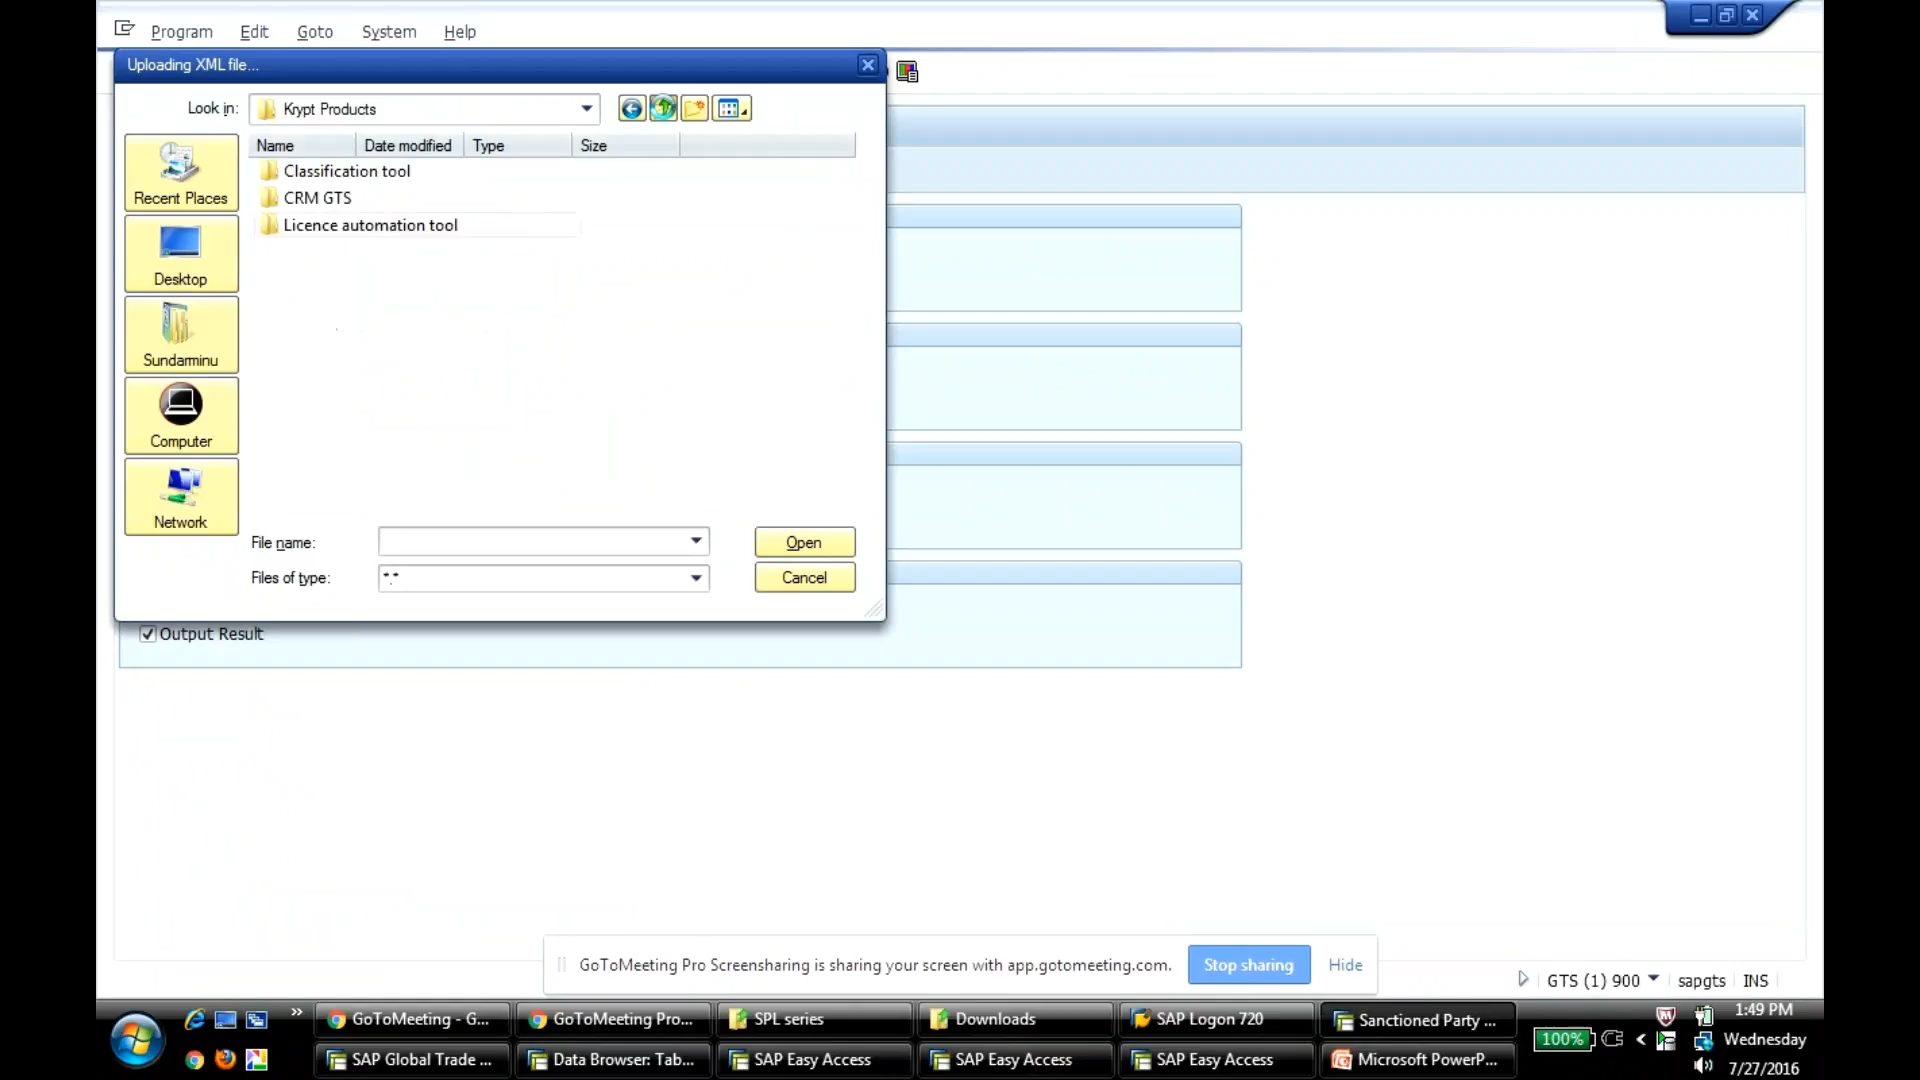 Program Edit Goto System Help
Uploading XML file...
Look in: Krypt Products
Name Date modified Type Size
Classification tool
CRM GTS
Licence automation tool
Recent Places
Desktop
Sundarminu
Computer
Network
File name: Open
Files of type: *.* Cancel
Output Result
GoToMeeting Pro Screensharing is sharing your screen with app.gotomeeting.com. Stop sharing Hide
GTS (1) 900 sapgts INS
GoToMeeting - G... GoToMeeting Pro... SPL series Downloads SAP Logon 720 Sanctioned Party ... 1:49 PM
100% Wednesday
SAP Global Trade ... Data Browser: Tab... SAP Easy Access SAP Easy Access SAP Easy Access Microsoft PowerP... 7/27/2016